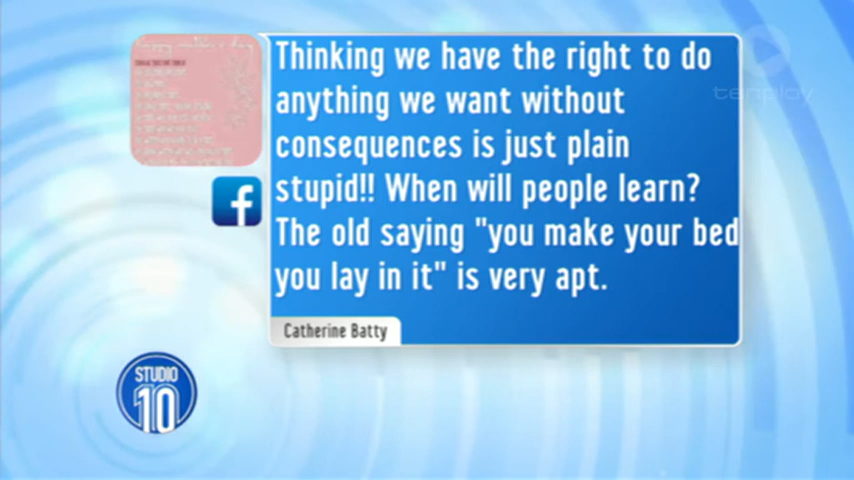 Thinking we have the right to do
anything we want without
consequences is just plain
stupid!! When will people learn?
The old saying "you make your bed
you lay in it" is very apt.
Catherine Batty
tenplay
STUDIO
10